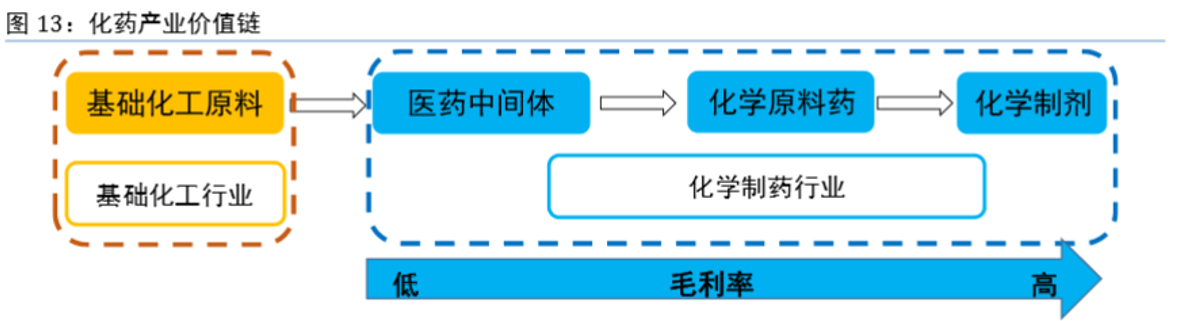 图 13：化药产业价值链
基础化工原料
医药中间体
化学原料药
化学制剂
基础化工行业
化学制药行业
低
毛利率
高